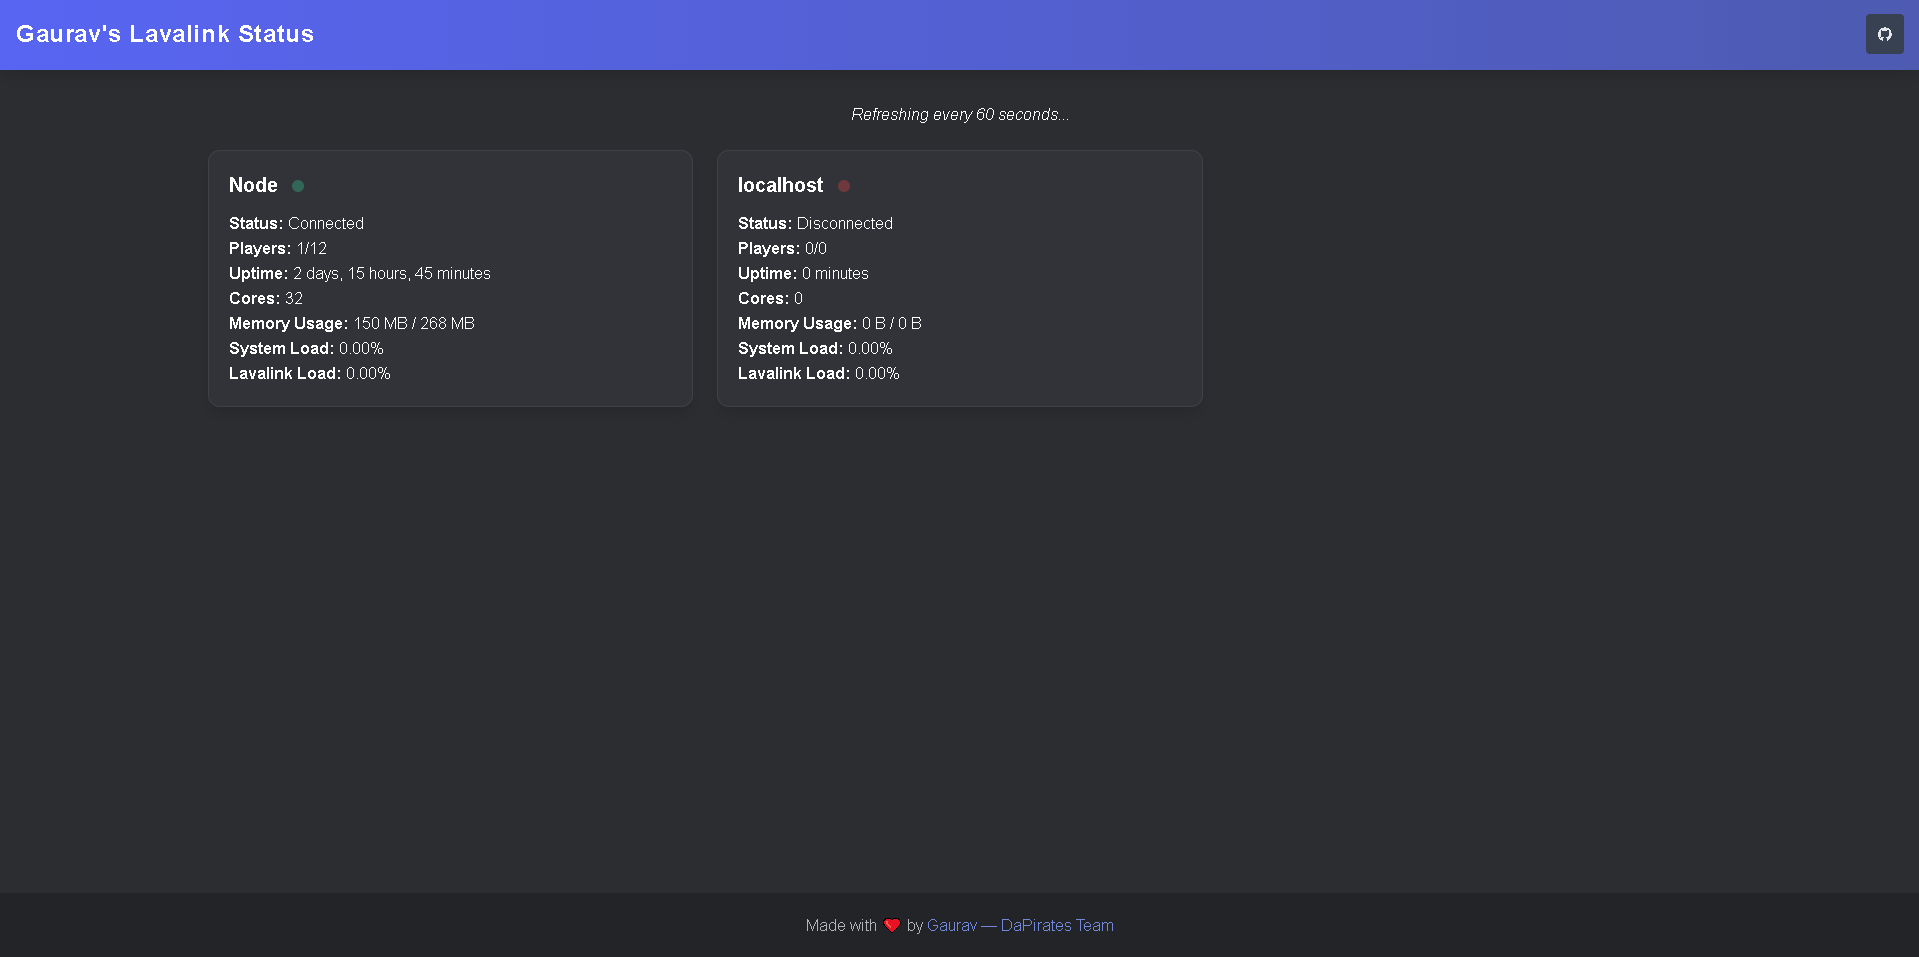 Gaurav's Lavalink Status
Refreshing every 60 seconds...
Node
Status: Connected
Players: 1/12
Uptime: 2 days, 15 hours, 45 minutes
Cores: 32
Memory Usage: 150 MB / 268 MB
System Load: 0.00%
Lavalink Load: 0.00%
localhost
Status: Disconnected
Players: 0/0
Uptime: 0 minutes
Cores: 0
Memory Usage: 0 B / 0 B
System Load: 0.00%
Lavalink Load: 0.00%
Made with ❤️ by Gaurav — DaPirates Team